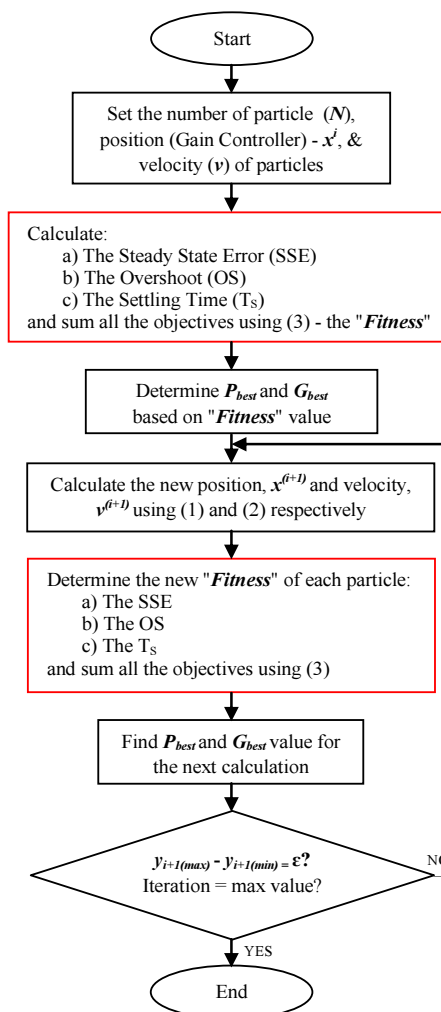 Start
Set the number of particle (N),
position (Gain Controller) - xⁱ, &
velocity (v) of particles
Calculate:
a) The Steady State Error (SSE)
b) The Overshoot (OS)
c) The Settling Time (T_S)
and sum all the objectives using (3) - the "Fitness"
Determine P_best and G_best
based on "Fitness" value
Calculate the new position, x^(i+1) and velocity,
v^(i+1) using (1) and (2) respectively
Determine the new "Fitness" of each particle:
a) The SSE
b) The OS
c) The T_S
and sum all the objectives using (3)
Find P_best and G_best value for
the next calculation
y_i+1(max) - y_i+1(min) = ε?
Iteration = max value?
NO
YES
End